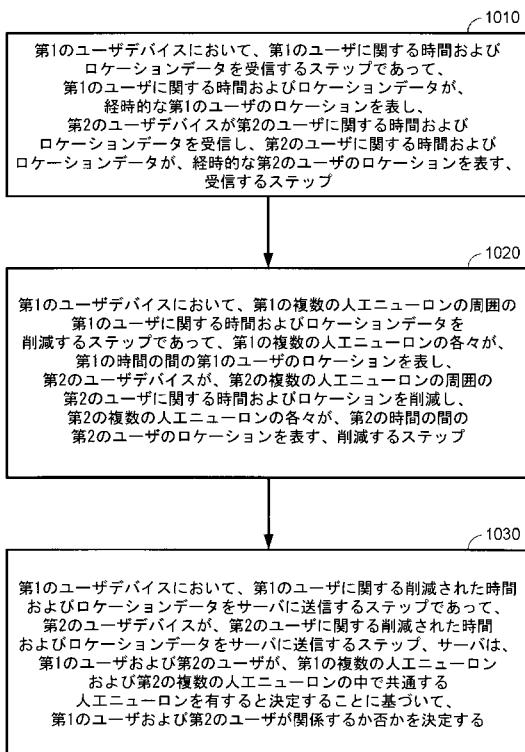 1010
第1のユーザデバイスにおいて、第1のユーザに関する時間および
ロケーションデータを受信するステップであって、
第1のユーザに関する時間およびロケーションデータが、
経時的な第1のユーザのロケーションを表し、
第2のユーザデバイスが第2のユーザに関する時間および
ロケーションデータを受信し、第2のユーザに関する時間および
ロケーションデータが、経時的な第2のユーザのロケーションを表す、
受信するステップ
1020
第1のユーザデバイスにおいて、第1の複数の人工ニューロンの周囲の
第1のユーザに関する時間およびロケーションデータを
削減するステップであって、第1の複数の人工ニューロンの各々が、
第1の時間の間の第1のユーザのロケーションを表し、
第2のユーザデバイスが、第2の複数の人工ニューロンの周囲の
第2のユーザに関する時間およびロケーションを削減し、
第2の複数の人工ニューロンの各々が、第2の時間の間の
第2のユーザのロケーションを表す、削減するステップ
1030
第1のユーザデバイスにおいて、第1のユーザに関する削減された時間
およびロケーションデータをサーバに送信するステップであって、
第2のユーザデバイスが、第2のユーザに関する削減された時間
およびロケーションデータをサーバに送信するステップ、サーバは、
第1のユーザおよび第2のユーザが、第1の複数の人工ニューロン
および第2の複数の人工ニューロンの中で共通する
人工ニューロンを有すると決定することに基づいて、
第1のユーザおよび第2のユーザが関係するか否かを決定する